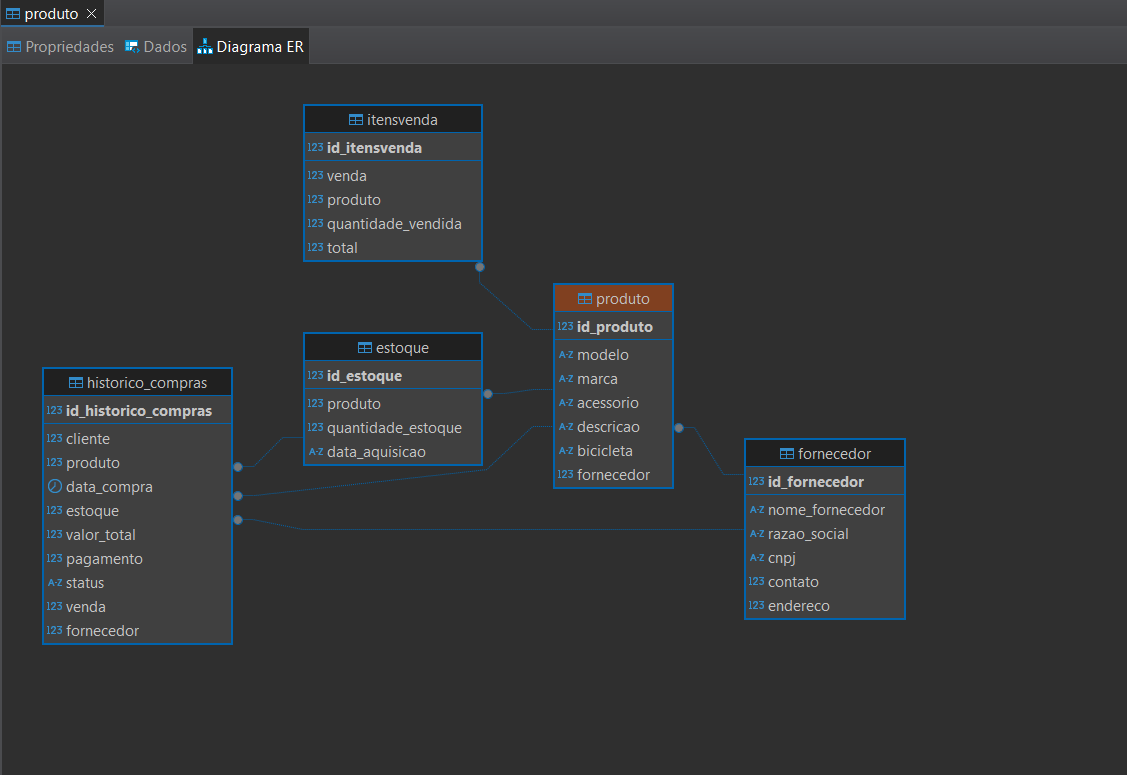 produto
Propriedades Dados Diagrama ER
itensvenda
123 id_itensvenda
123 venda
123 produto
123 quantidade_vendida
123 total
produto
123 id_produto
A-Z modelo
A-Z marca
A-Z acessorio
A-Z descricao
A-Z bicicleta
123 fornecedor
estoque
123 id_estoque
123 produto
123 quantidade_estoque
A-Z data_aquisicao
historico_compras
123 id_historico_compras
123 cliente
123 produto
data_compra
123 estoque
123 valor_total
123 pagamento
A-Z status
123 venda
123 fornecedor
fornecedor
123 id_fornecedor
A-Z nome_fornecedor
A-Z razao_social
A-Z cnpj
123 contato
123 endereco